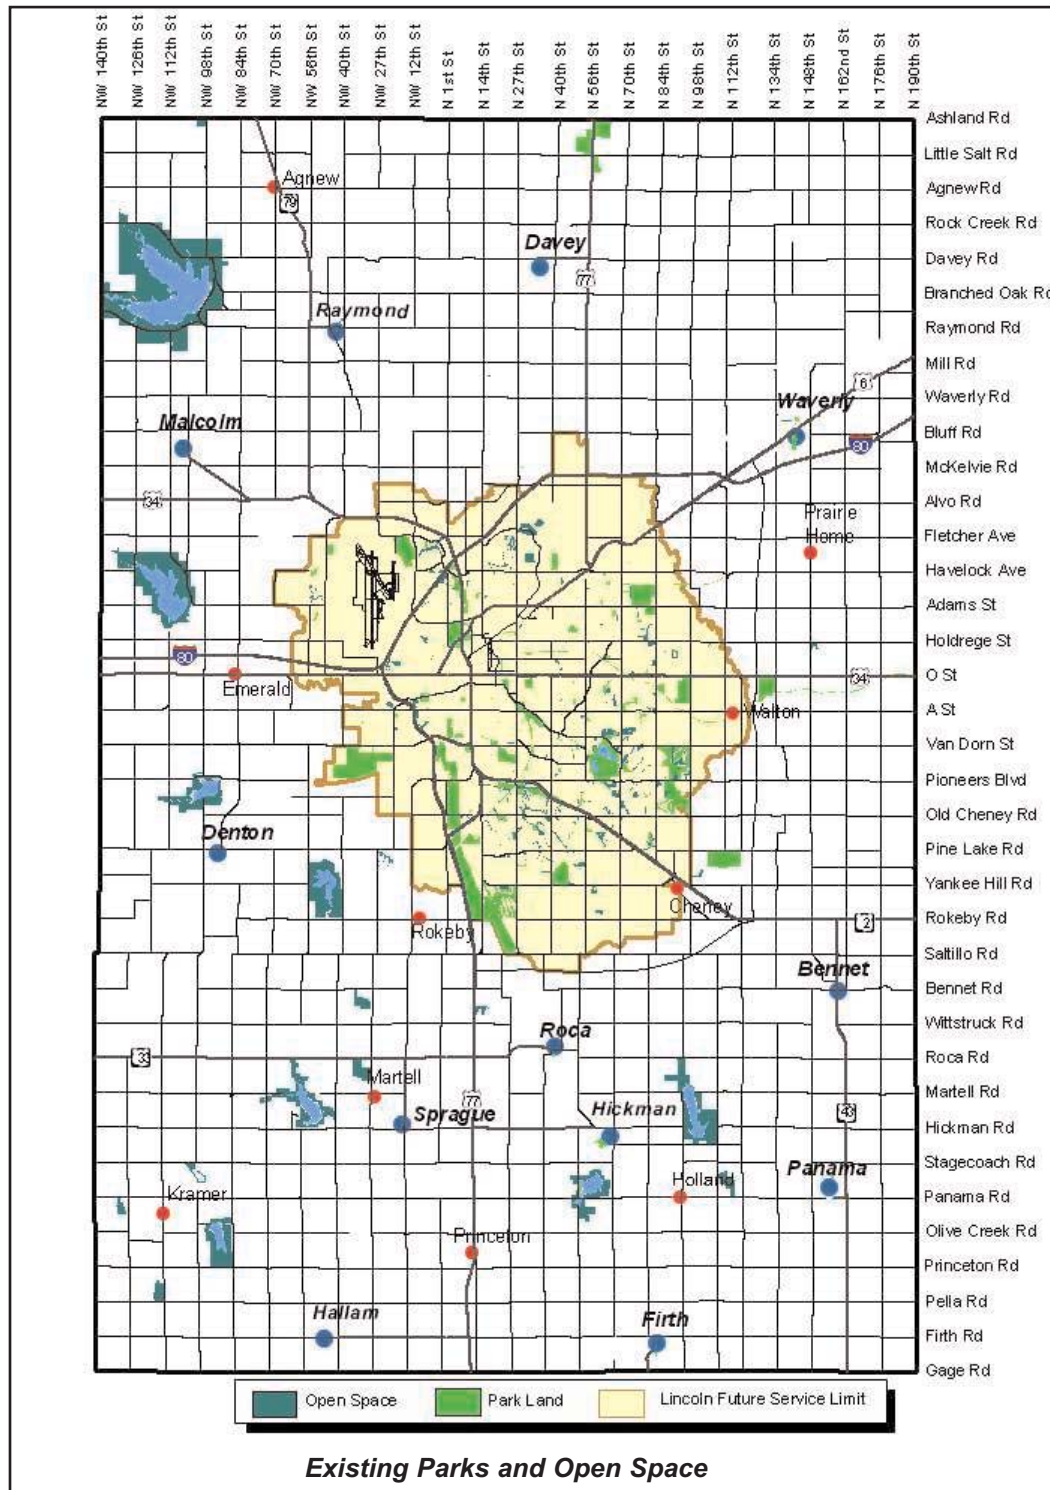 NW 140th St
NW 126th St
NW 112th St
NW 98th St
NW 84th St
NW 70th St
NW 56th St
NW 40th St
NW 27th St
NW 12th St
N 1st St
N 14th St
N 27th St
N 40th St
N 56th St
N 70th St
N 84th St
N 98th St
N 112th St
N 134th St
N 148th St
N 162nd St
N 176th St
N 190th St
Ashland Rd
Little Salt Rd
Agnew
Agnew Rd
79
Rock Creek Rd
Davey
Davey Rd
77
Branched Oak Rd
Raymond
Raymond Rd
Mill Rd
6
Waverly
Waverly Rd
Malcolm
Bluff Rd
80
McKelvie Rd
34
Alvo Rd
Prairie
Home
Fletcher Ave
Havelock Ave
Adams St
Holdrege St
80
O St
34
Emerald
A St
Walton
Van Dorn St
Pioneers Blvd
Old Cheney Rd
Denton
Pine Lake Rd
Yankee Hill Rd
Cheney
Rokeby
Rokeby Rd
2
Saltillo Rd
Bennet
Bennet Rd
Wittstruck Rd
Roca
33
Roca Rd
Martell
Martell Rd
77
43
Sprague
Hickman
Hickman Rd
Stagecoach Rd
Panama
Kramer
Holland
Panama Rd
Olive Creek Rd
Princeton
Princeton Rd
Pella Rd
Hallam
Firth
Firth Rd
Gage Rd
Open Space
Park Land
Lincoln Future Service Limit
Existing Parks and Open Space